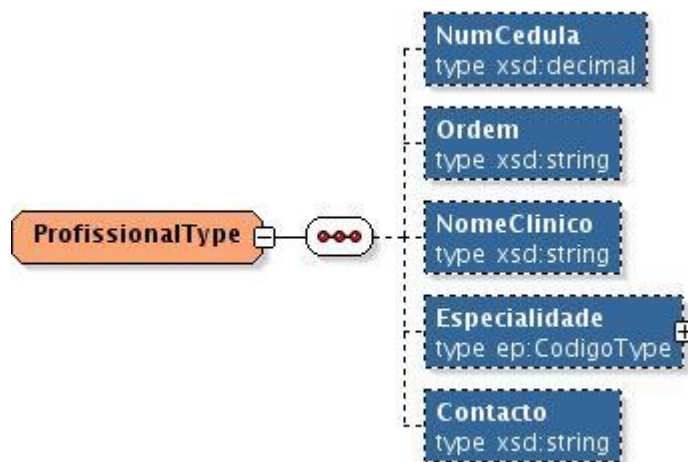 NumCedula
type xsd:decimal
Ordem
type xsd:string
ProfissionalType
NomeClinico
type xsd:string
Especialidade
type ep:CodigoType
Contacto
type xsd:string